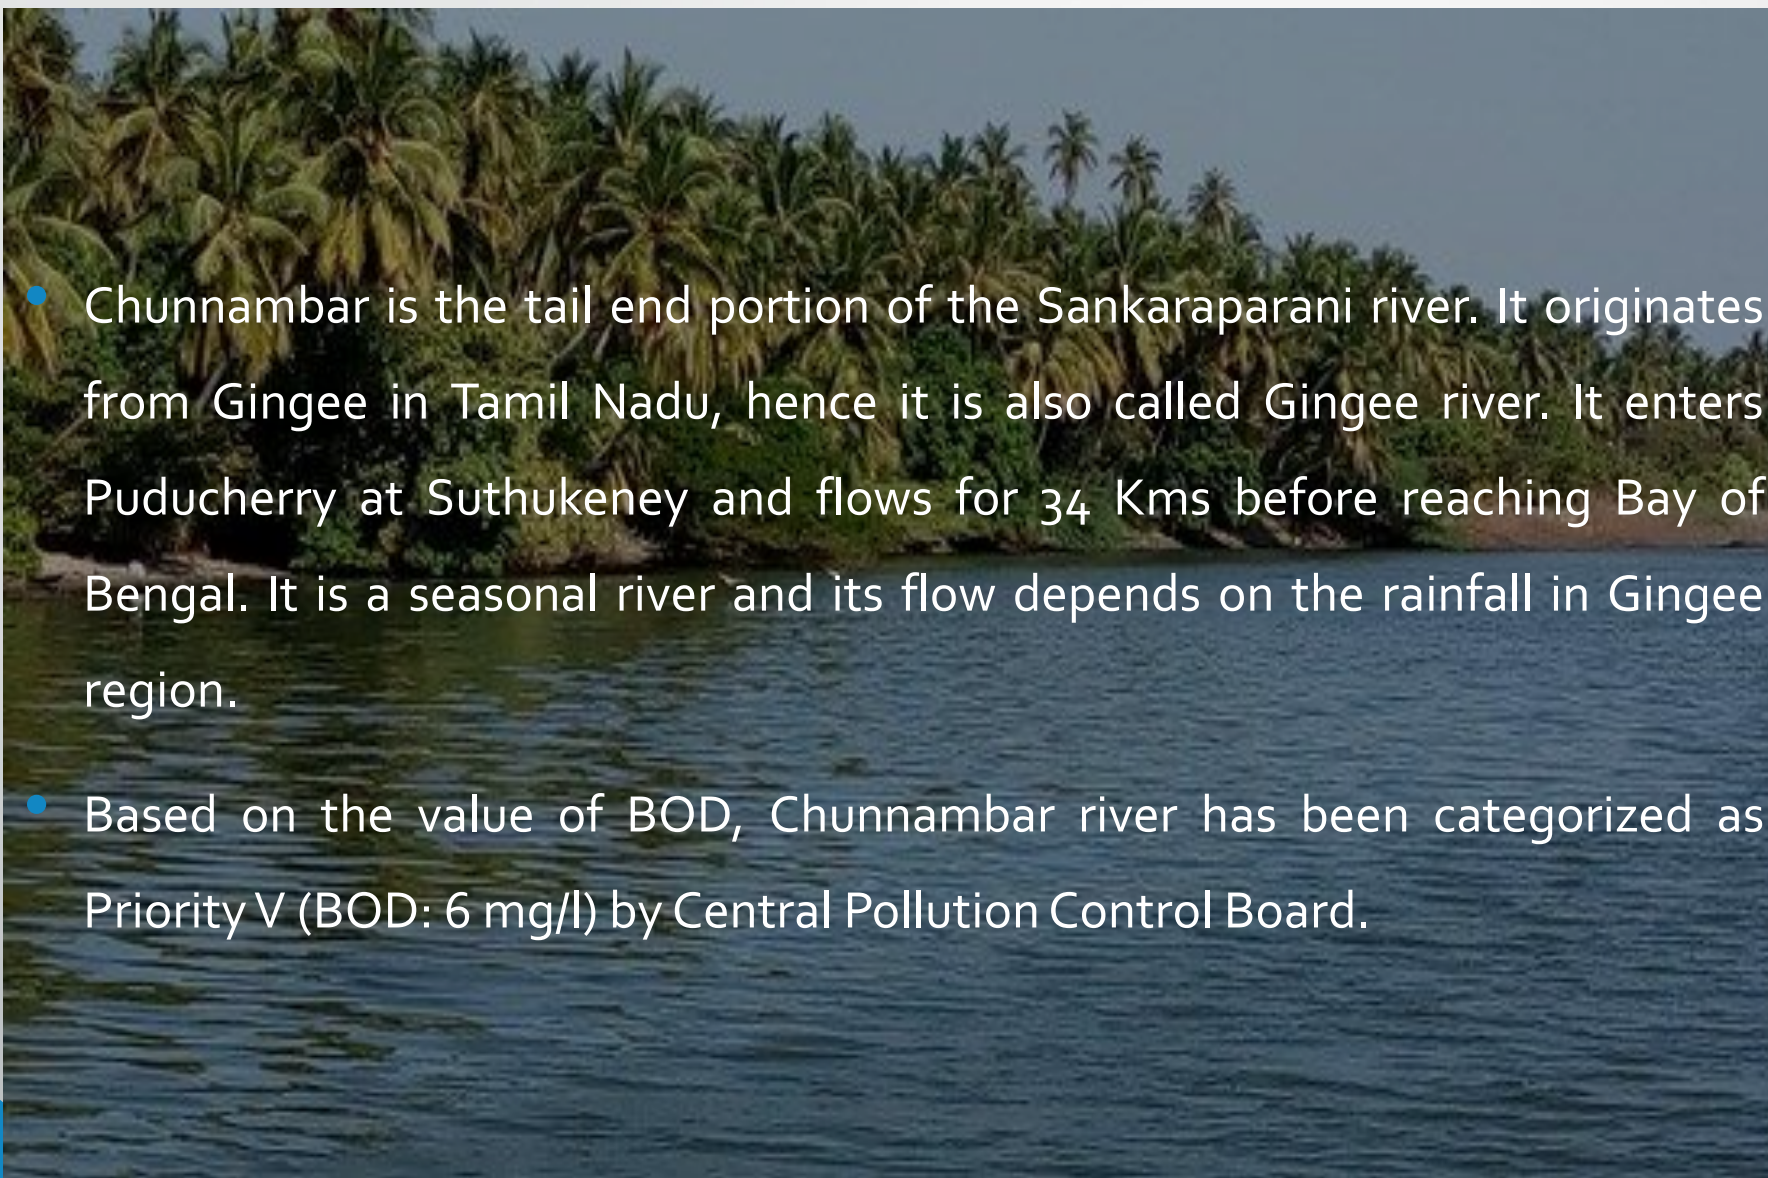 • Chunnambar is the tail end portion of the Sankaraparani river. It originates
from Gingee in Tamil Nadu, hence it is also called Gingee river. It enters
Puducherry at Suthukeney and flows for 34 Kms before reaching Bay of
Bengal. It is a seasonal river and its flow depends on the rainfall in Gingee
region.
• Based on the value of BOD, Chunnambar river has been categorized as
Priority V (BOD: 6 mg/l) by Central Pollution Control Board.